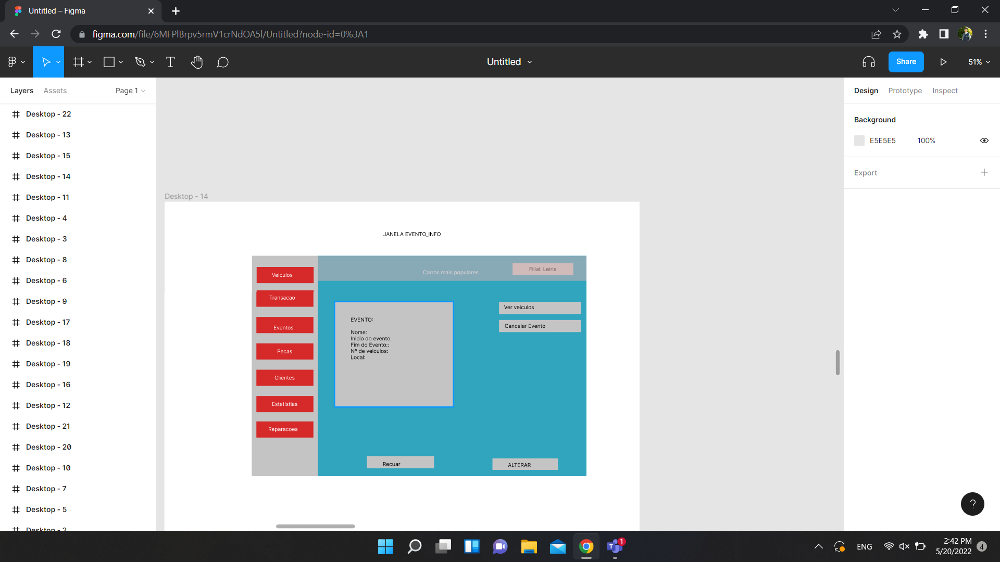 Untitled – Figma
figma.com/file/6MFPlBrpv5rmV1crNdOA5l/Untitled?node-id=0%3A1
Untitled
Share
51%
Layers
Assets
Page 1
Desktop - 22
Desktop - 13
Desktop - 15
Desktop - 14
Desktop - 11
Desktop - 4
Desktop - 3
Desktop - 8
Desktop - 6
Desktop - 9
Desktop - 17
Desktop - 18
Desktop - 19
Desktop - 16
Desktop - 12
Desktop - 21
Desktop - 20
Desktop - 10
Desktop - 7
Desktop - 5
Desktop - 2
Desktop - 14
JANELA EVENTO_INFO
Veiculos
Transacao
Eventos
Pecas
Clientes
Estatistias
Reparacoes
Carros mais populares
Filial: Leiria
EVENTO:
Nome:
Inicio do evento:
Fim do Evento::
Nº de veiculos:
Local:
Ver veiculos
Cancelar Evento
Recuar
ALTERAR
Design
Prototype
Inspect
Background
E5E5E5
100%
Export
?
1
ENG
2:42 PM
5/20/2022
4